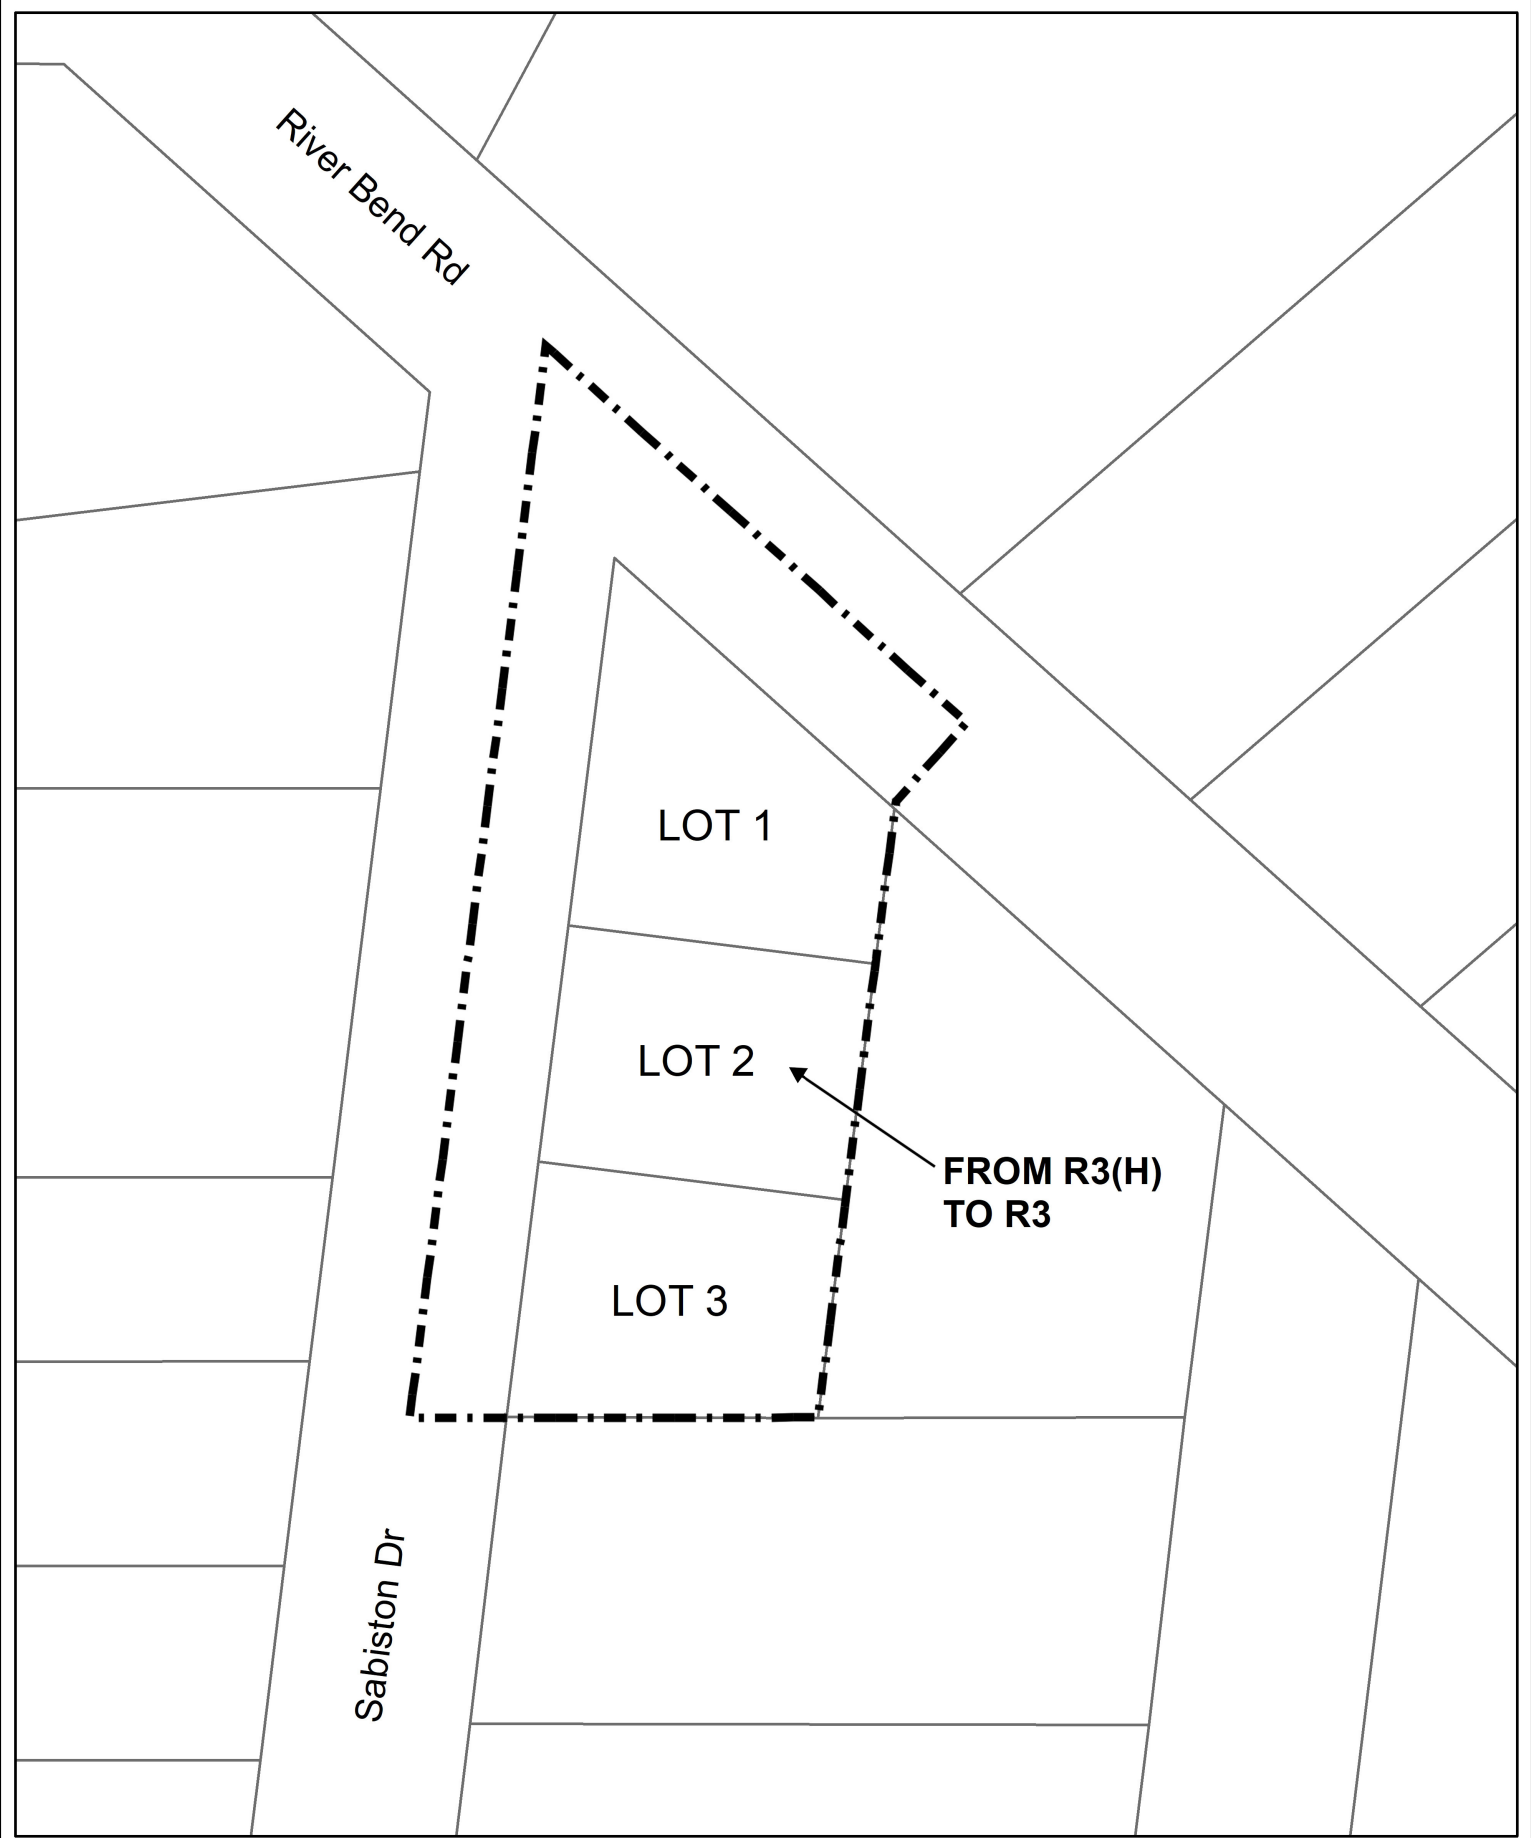 River Bend Rd
LOT 1
LOT 2
FROM R3(H)
TO R3
LOT 3
Sabiston Dr